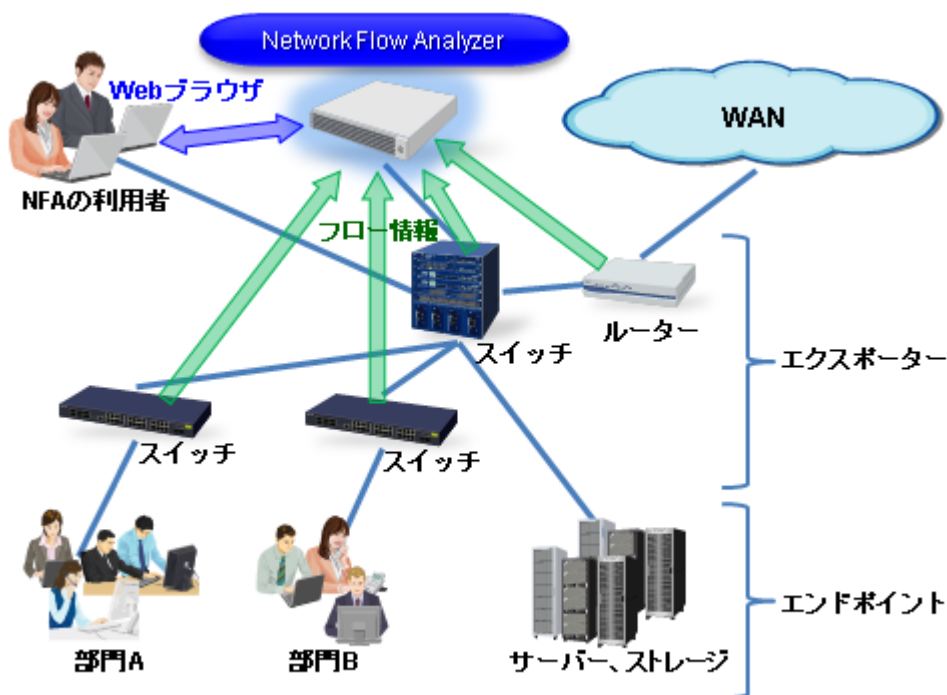 Network Flow Analyzer
Webブラウザ
WAN
NFAの利用者
フロー情報
ルーター
スイッチ
エクスポーター
スイッチ
スイッチ
エンドポイント
部門A
部門B
サーバー、ストレージ